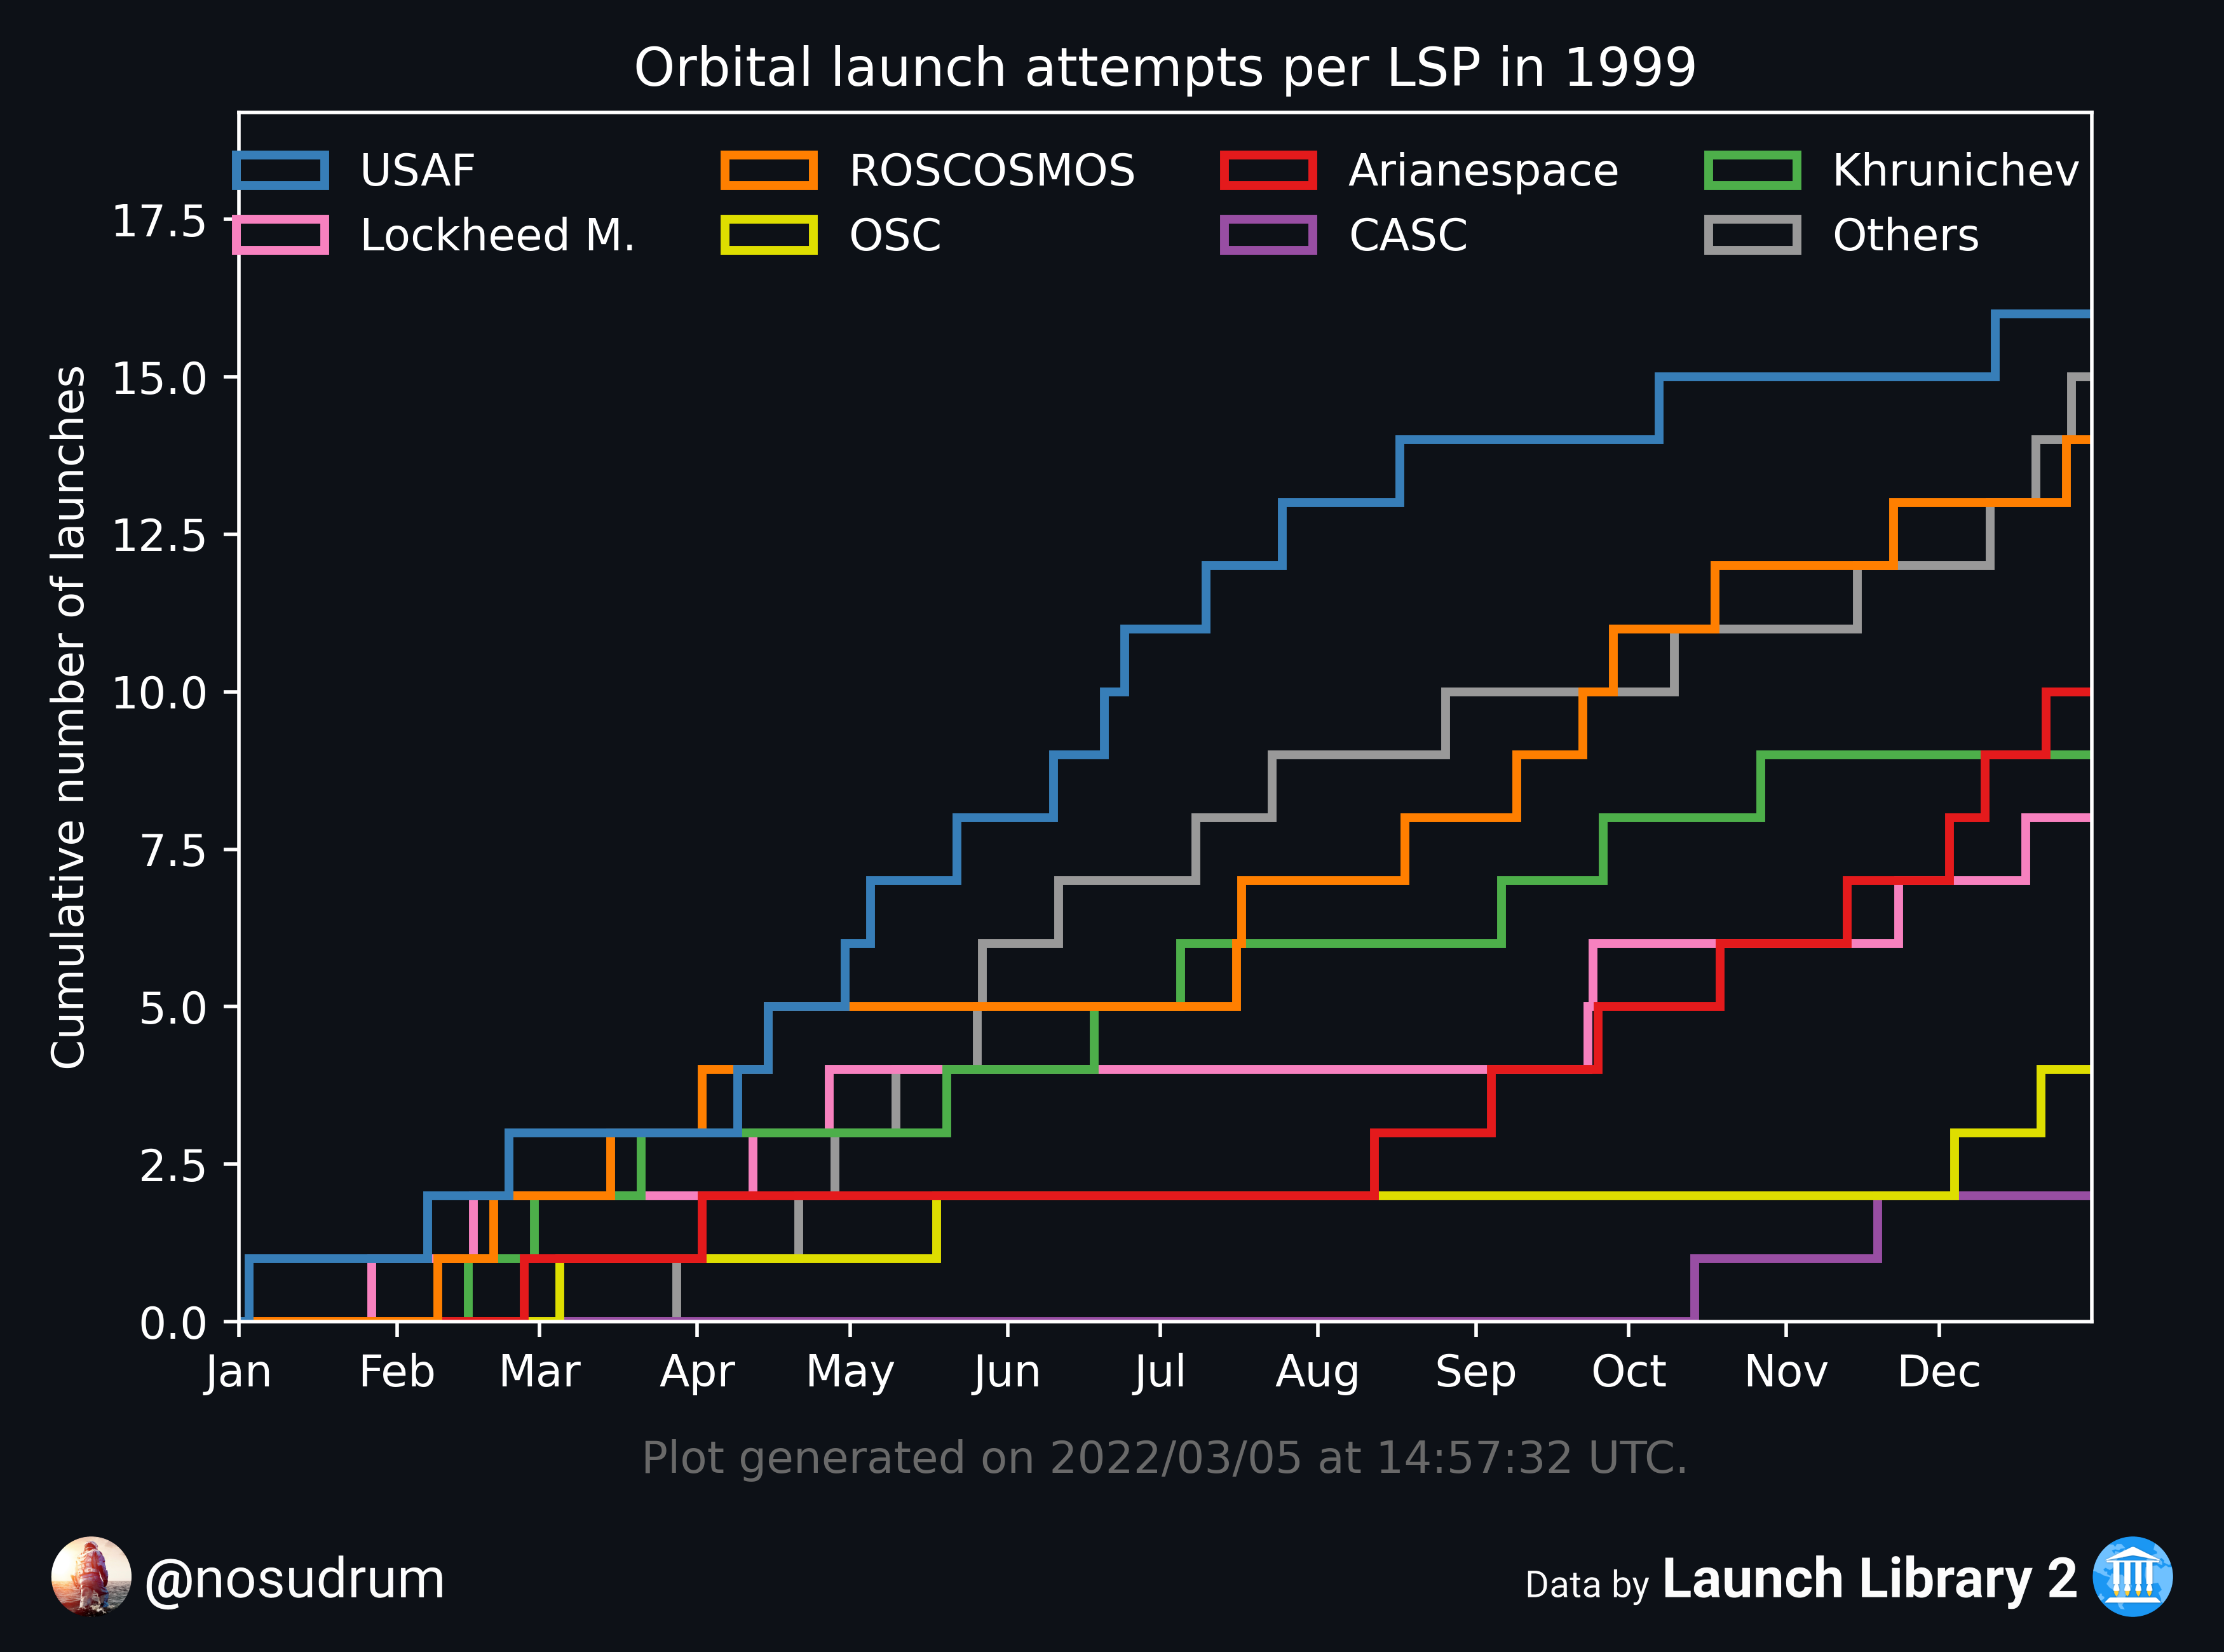 Orbital launch attempts per LSP in 1999
USAF ROSCOSMOS Arianespace Khrunichev
Lockheed M. OSC CASC Others
Cumulative number of launches
17.5
15.0
12.5
10.0
7.5
5.0
2.5
0.0
Jan Feb Mar Apr May Jun Jul Aug Sep Oct Nov Dec
Plot generated on 2022/03/05 at 14:57:32 UTC.
@nosudrum
Data by Launch Library 2